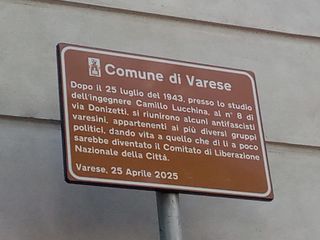 Comune di Varese
Dopo il 25 luglio del 1943, presso lo studio
dell'ingegnere Camillo Lucchina, al n° 8 di
via Donizetti, si riunirono alcuni antifascisti
varesini, appartenenti ai più diversi gruppi
politici, dando vita a quello che di li a poco
sarebbe diventato il Comitato di Liberazione
Nazionale della Città.
Varese, 25 Aprile 2025